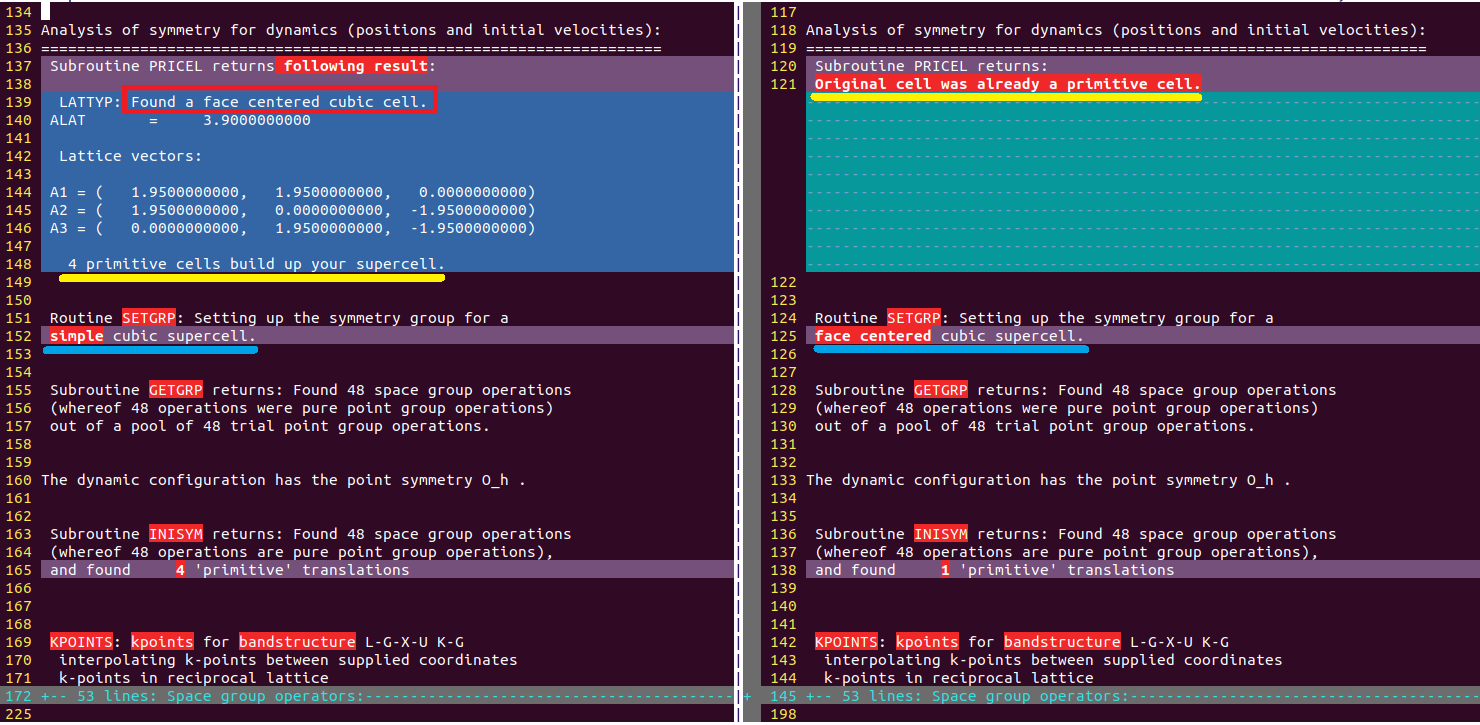 134
135 Analysis of symmetry for dynamics (positions and initial velocities):
136 =====================================================================
137  Subroutine PRICEL returns following result:
138
139   LATTYP: Found a face centered cubic cell.
140  ALAT       =     3.9000000000
141
142   Lattice vectors:
143
144  A1 = (   1.9500000000,   1.9500000000,   0.0000000000)
145  A2 = (   1.9500000000,   0.0000000000,  -1.9500000000)
146  A3 = (   0.0000000000,   1.9500000000,  -1.9500000000)
147
148    4 primitive cells build up your supercell.
149
150
151  Routine SETGRP: Setting up the symmetry group for a
152  simple cubic supercell.
153
154
155  Subroutine GETGRP returns: Found 48 space group operations
156  (whereof 48 operations were pure point group operations)
157  out of a pool of 48 trial point group operations.
158
159
160 The dynamic configuration has the point symmetry O_h .
161
162
163  Subroutine INISYM returns: Found 48 space group operations
164  (whereof 48 operations are pure point group operations),
165  and found     4 'primitive' translations
166
167
168
169  KPOINTS: kpoints for bandstructure L-G-X-U K-G
170   interpolating k-points between supplied coordinates
171   k-points in reciprocal lattice
172 +-- 53 lines: Space group operators:-----------------------------------------
225
117
118 Analysis of symmetry for dynamics (positions and initial velocities):
119 =====================================================================
120  Subroutine PRICEL returns:
121  Original cell was already a primitive cell.
122
123
124  Routine SETGRP: Setting up the symmetry group for a
125  face centered cubic supercell.
126
127
128  Subroutine GETGRP returns: Found 48 space group operations
129  (whereof 48 operations were pure point group operations)
130  out of a pool of 48 trial point group operations.
131
132
133 The dynamic configuration has the point symmetry O_h .
134
135
136  Subroutine INISYM returns: Found 48 space group operations
137  (whereof 48 operations are pure point group operations),
138  and found     1 'primitive' translations
139
140
141
142  KPOINTS: kpoints for bandstructure L-G-X-U K-G
143   interpolating k-points between supplied coordinates
144   k-points in reciprocal lattice
+ 145 +-- 53 lines: Space group operators:---------------------------------------
198